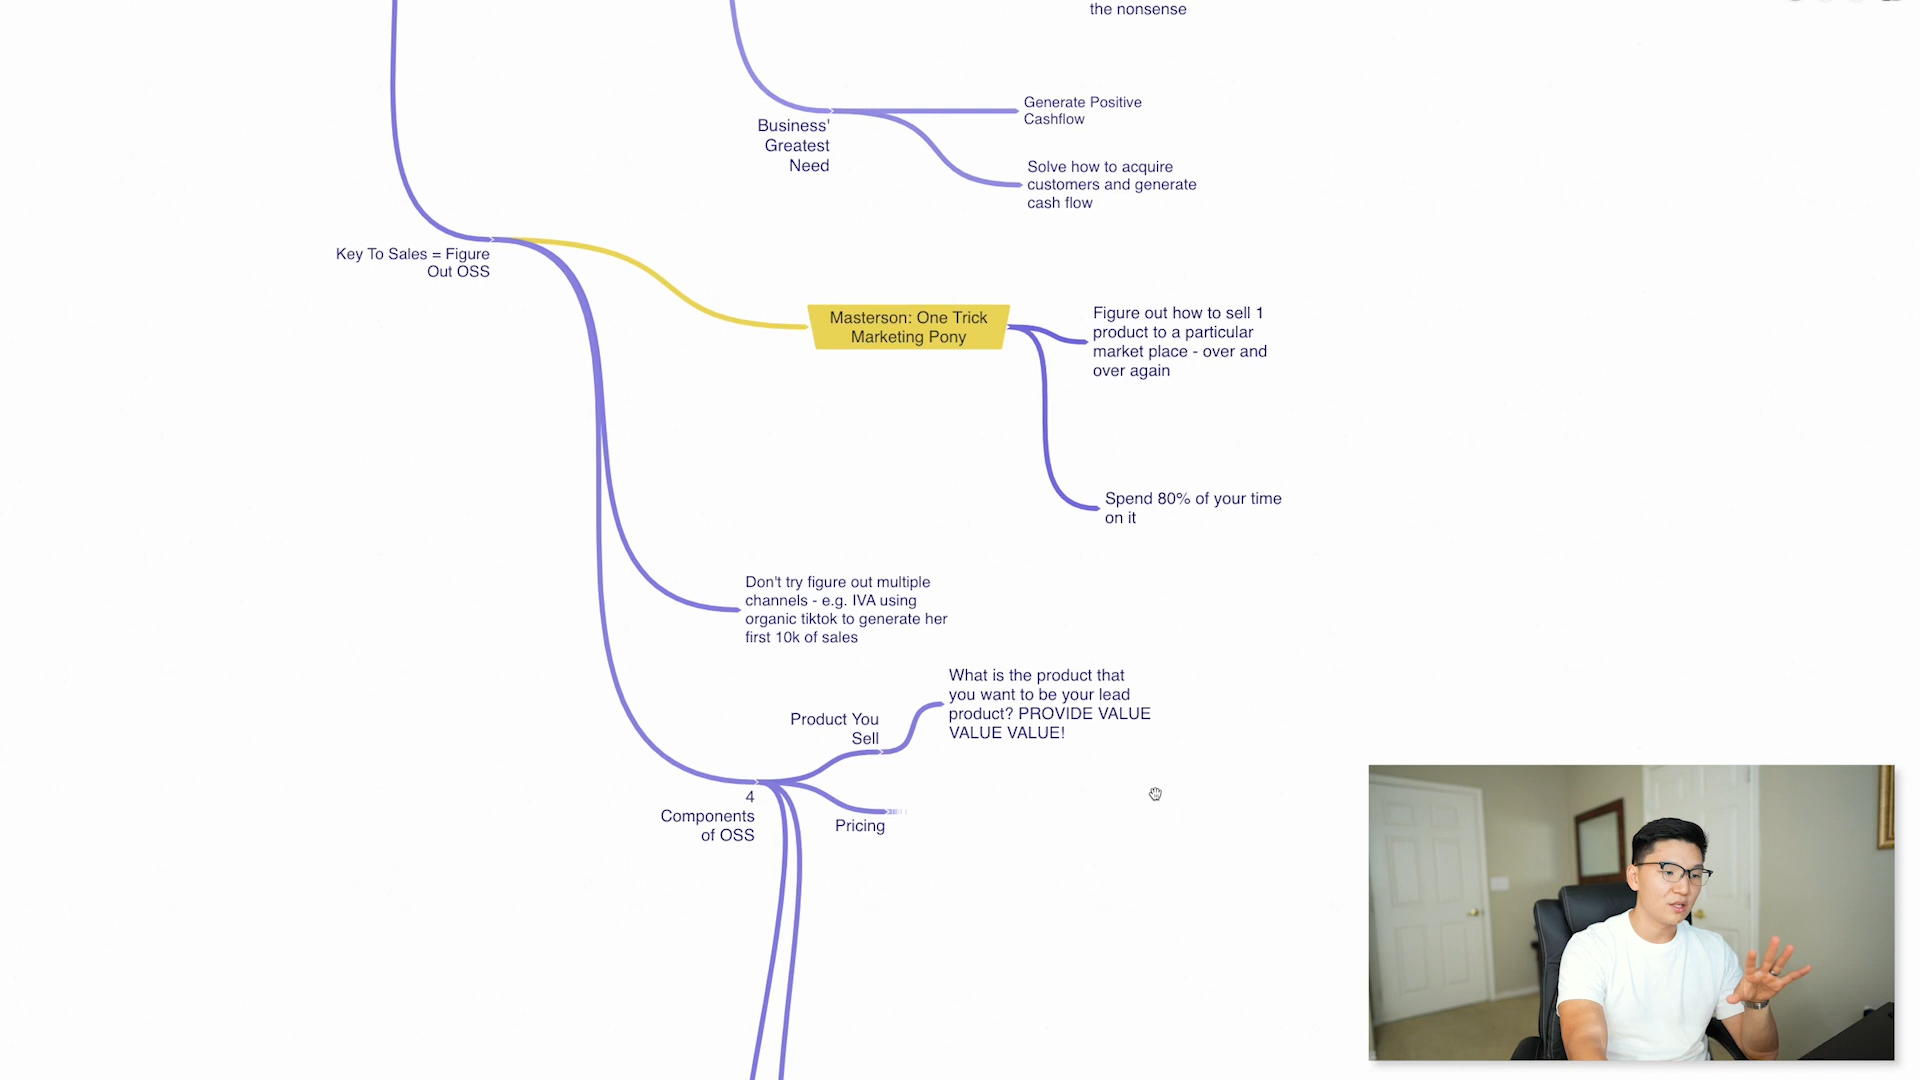 the nonsense
Generate Positive
Cashflow
Business'
Greatest
Need
Solve how to acquire
customers and generate
cash flow
Key To Sales = Figure
Out OSS
Masterson: One Trick
Marketing Pony
Figure out how to sell 1
product to a particular
market place - over and
over again
Spend 80% of your time
on it
Don't try figure out multiple
channels - e.g. IVA using
organic tiktok to generate her
first 10k of sales
What is the product that
you want to be your lead
product? PROVIDE VALUE
VALUE VALUE!
Product You
Sell
4
Components
of OSS
Pricing